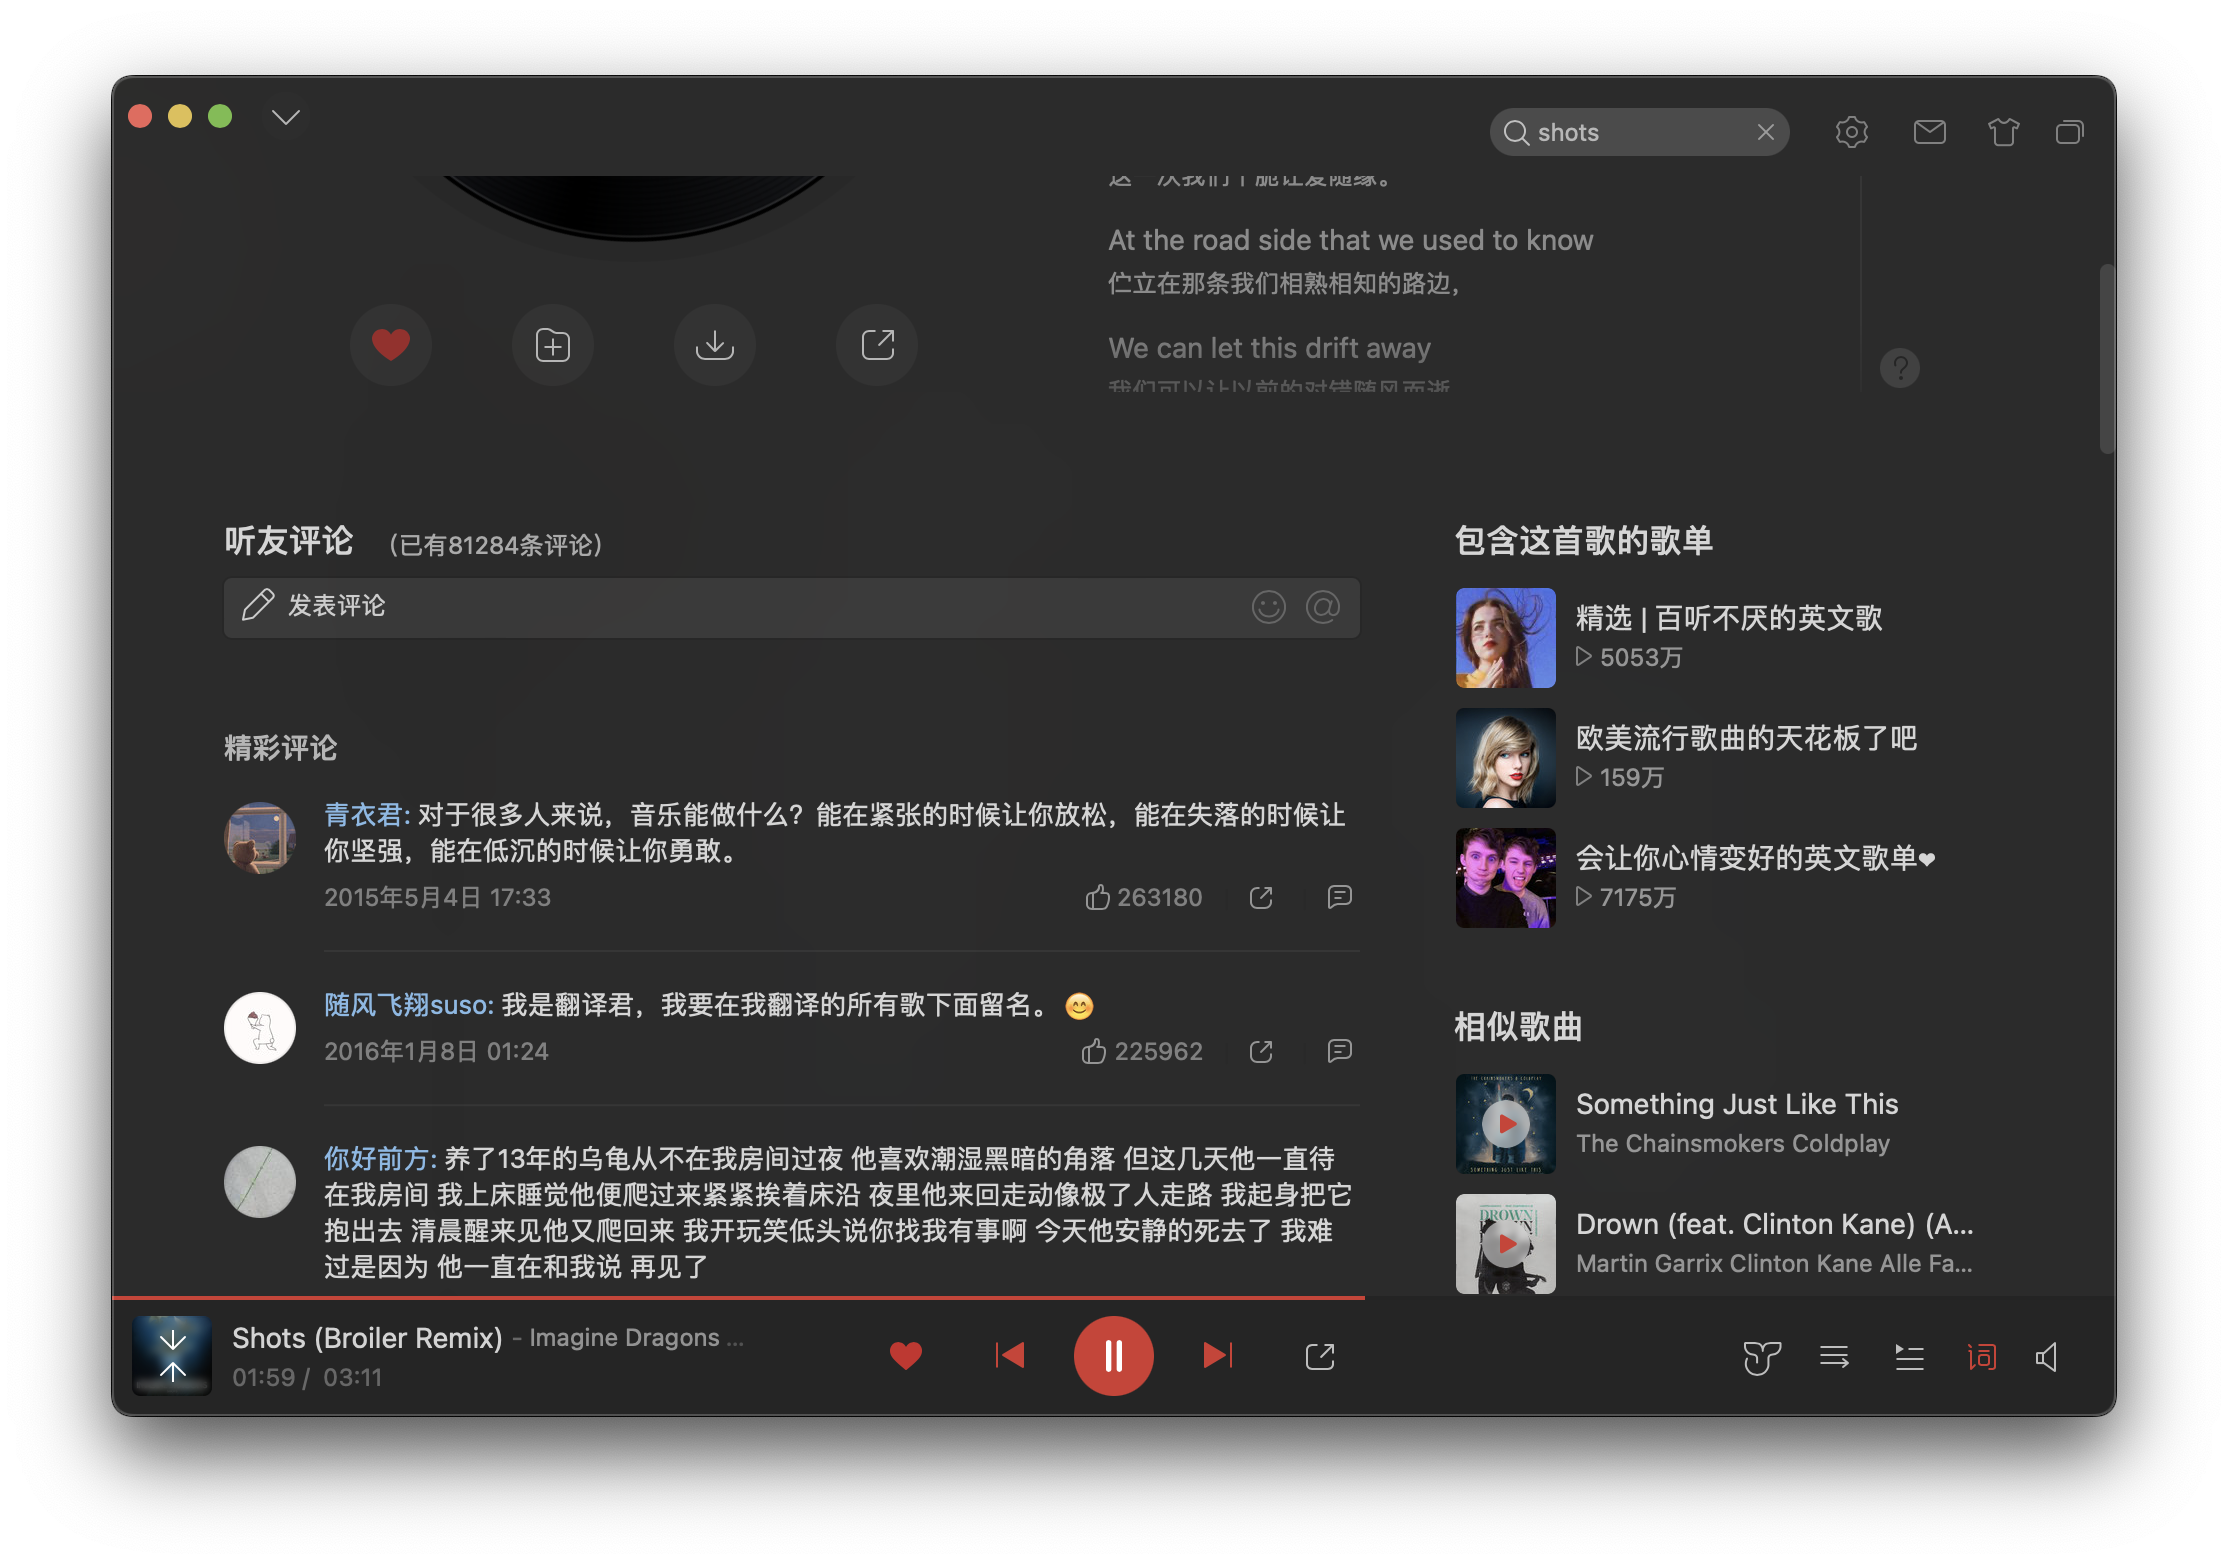 shots
At the road side that we used to know
伫立在那条我们相熟相知的路边,
We can let this drift away
我们可以让以前的对错随风而逝
听友评论 (已有81284条评论)
发表评论
精彩评论
青衣君: 对于很多人来说，音乐能做什么？能在紧张的时候让你放松，能在失落的时候让
你坚强，能在低沉的时候让你勇敢。
2015年5月4日 17:33
263180
随风飞翔suso: 我是翻译君，我要在我翻译的所有歌下面留名。😊
2016年1月8日 01:24
225962
你好前方: 养了13年的乌龟从不在我房间过夜 他喜欢潮湿黑暗的角落 但这几天他一直待
在我房间 我上床睡觉他便爬过来紧紧挨着床沿 夜里他来回走动像极了人走路 我起身把它
抱出去 清晨醒来见他又爬回来 我开玩笑低头说你找我有事啊 今天他安静的死去了 我难
过是因为 他一直在和我说 再见了
包含这首歌的歌单
精选 | 百听不厌的英文歌
5053万
欧美流行歌曲的天花板了吧
159万
会让你心情变好的英文歌单❤
7175万
相似歌曲
Something Just Like This
The Chainsmokers Coldplay
DROWN
Drown (feat. Clinton Kane) (A...
Martin Garrix Clinton Kane Alle Fa...
Shots (Broiler Remix) - Imagine Dragons ...
01:59 / 03:11
词